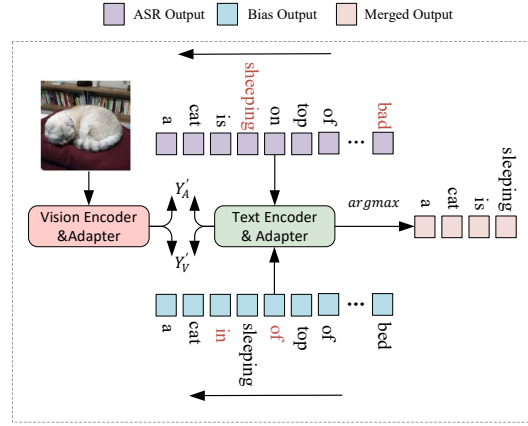 ASR Output Bias Output Merged Output
a cat is sheeping on top of ... bad
Y'A
Vision Encoder
&Adapter
Text Encoder
& Adapter
argmax
a cat is sleeping
Y'V
a cat in sleeping of top of ... bed